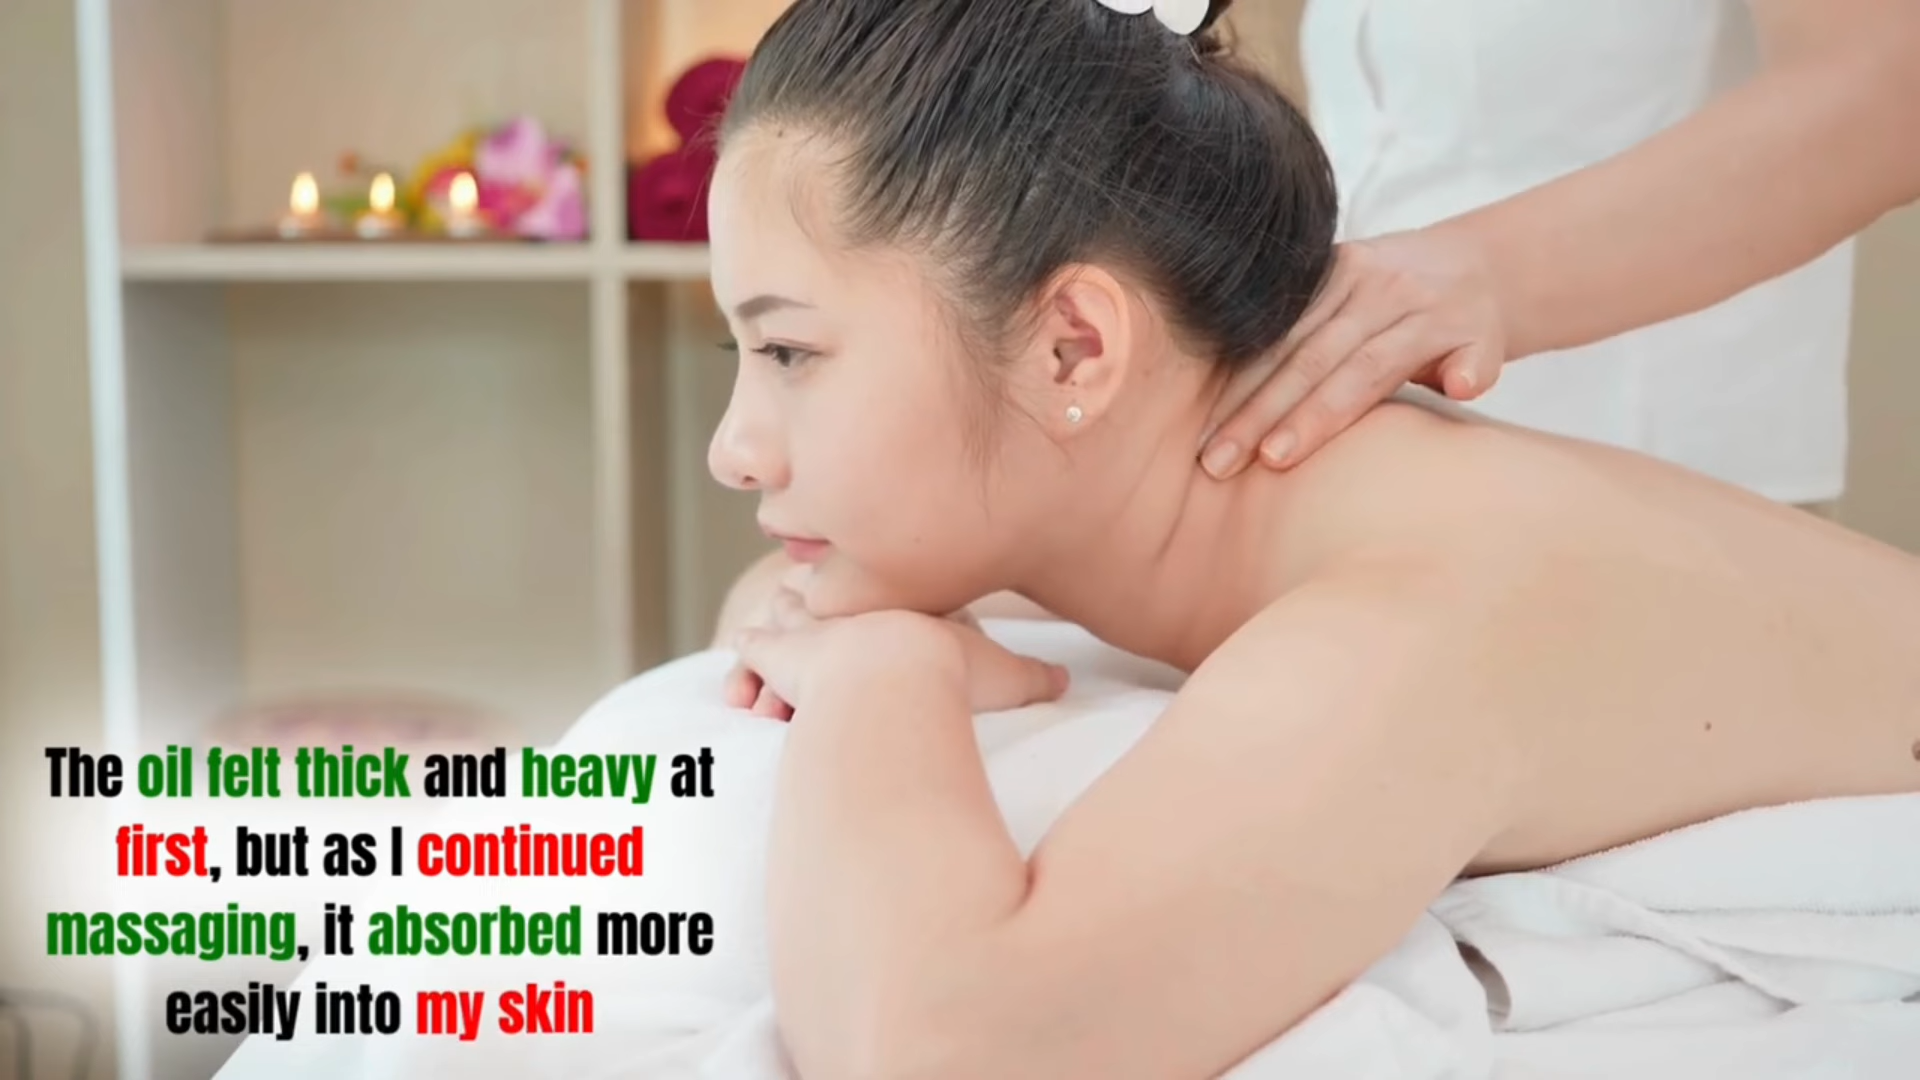 The oil felt thick and heavy at
first, but as I continued
massaging, it absorbed more
easily into my skin